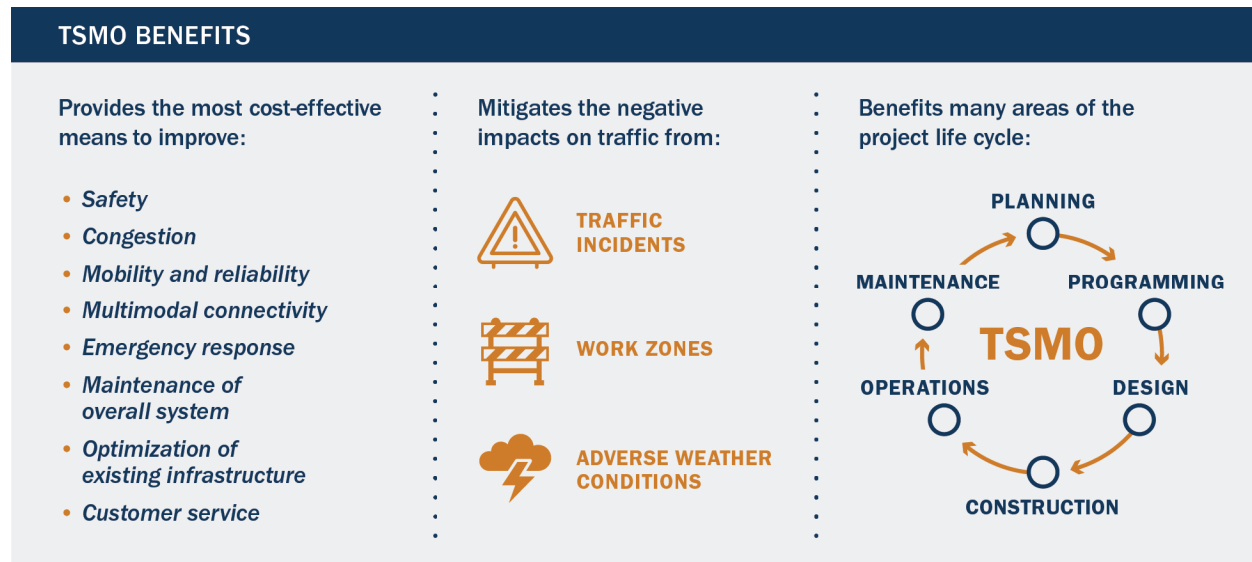 TSMO BENEFITS
Provides the most cost-effective
means to improve:
• Safety
• Congestion
• Mobility and reliability
• Multimodal connectivity
• Emergency response
• Maintenance of
overall system
• Optimization of
existing infrastructure
• Customer service
Mitigates the negative
impacts on traffic from:
TRAFFIC
INCIDENTS
WORK ZONES
ADVERSE WEATHER
CONDITIONS
Benefits many areas of the
project life cycle:
PLANNING
PROGRAMMING
DESIGN
CONSTRUCTION
OPERATIONS
MAINTENANCE
TSMO